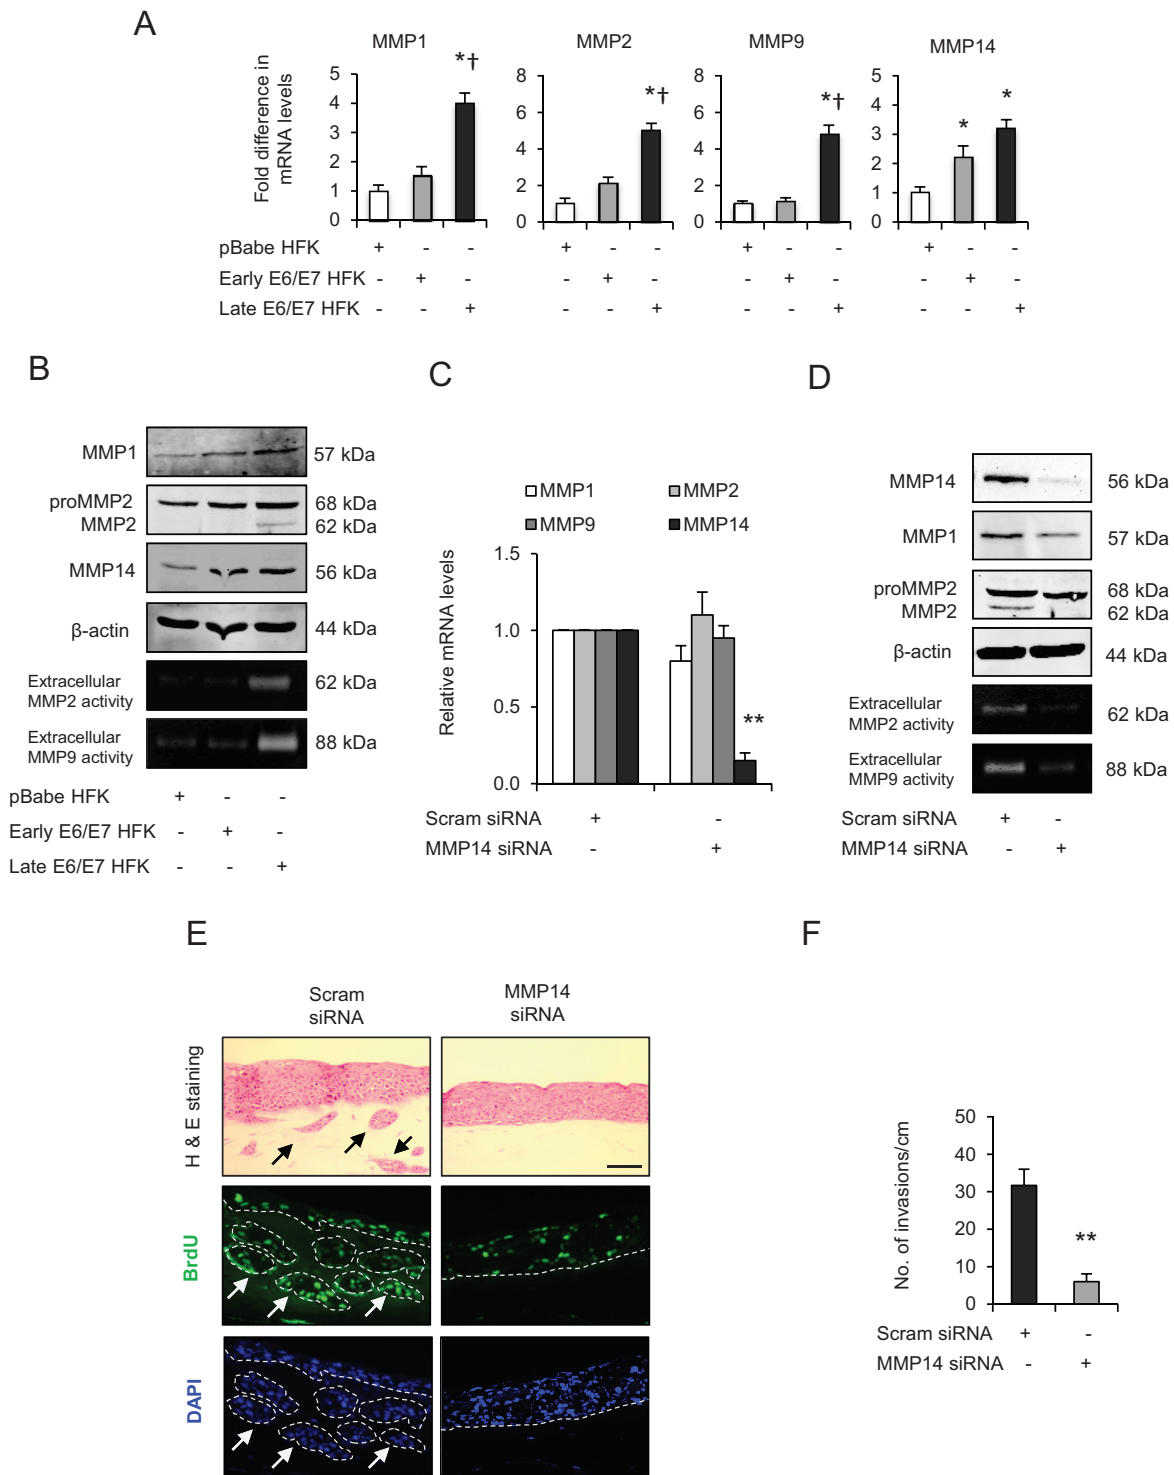 A
MMP1
MMP2
MMP9
MMP14
Fold difference in
mRNA levels
5
4
3
2
1
0
*†
8
6
4
2
0
*†
8
6
4
2
0
*†
5
4
3
2
1
0
*
*
pBabe HFK + - - + - - + - - + - -
Early E6/E7 HFK - + - - + - - + - - + -
Late E6/E7 HFK - - + - - + - - + - - +
B
MMP1 57 kDa
proMMP2 68 kDa
MMP2 62 kDa
MMP14 56 kDa
β-actin 44 kDa
Extracellular
MMP2 activity
62 kDa
Extracellular
MMP9 activity
88 kDa
pBabe HFK + - -
Early E6/E7 HFK - + -
Late E6/E7 HFK - - +
C
MMP1 MMP2
MMP9 MMP14
Relative mRNA levels
1.5
1.0
0.5
0.0
**
Scram siRNA + -
MMP14 siRNA - +
D
MMP14 56 kDa
MMP1 57 kDa
proMMP2 68 kDa
MMP2 62 kDa
β-actin 44 kDa
Extracellular
MMP2 activity
62 kDa
Extracellular
MMP9 activity
88 kDa
Scram siRNA + -
MMP14 siRNA - +
E
Scram
siRNA
MMP14
siRNA
H & E staining
BrdU
DAPI
F
No. of invasions/cm
50
40
30
20
10
0
**
Scram siRNA + -
MMP14 siRNA - +